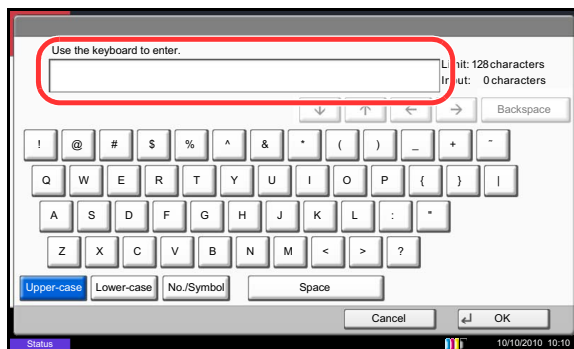 Use the keyboard to enter.
Limit: 128 characters
Input: 0 characters
↓ ↑ ← → Backspace
! @ # $ % ^ & * ( ) _ + ~
Q W E R T Y U I O P { } |
A S D F G H J K L : "
Z X C V B N M < > ?
Upper-case Lower-case No./Symbol Space
Cancel OK
Status 10/10/2010 10:10